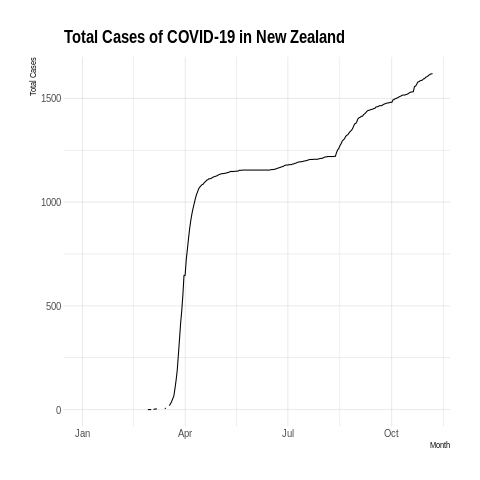 Total Cases of COVID-19 in New Zealand
Total Cases
1500
1000
500
0
Jan Apr Jul Oct
Month